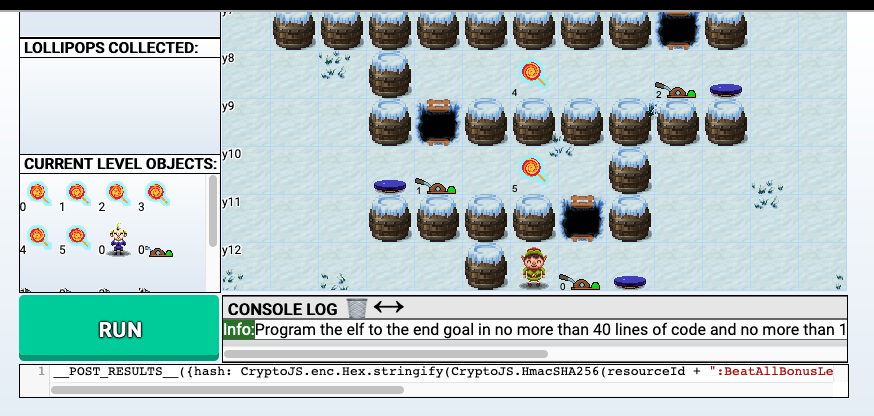 y7
LOLLIPOPS COLLECTED:
y8
4
2
y9
y10
CURRENT LEVEL OBJECTS:
5
1
0 1 2 3
y11
4 5 0 0
y12
0
RUN
CONSOLE LOG
Info:Program the elf to the end goal in no more than 40 lines of code and no more than 1
1 __POST_RESULTS__({hash: CryptoJS.enc.Hex.stringify(CryptoJS.HmacSHA256(resourceId + ":BeatAllBonusLe